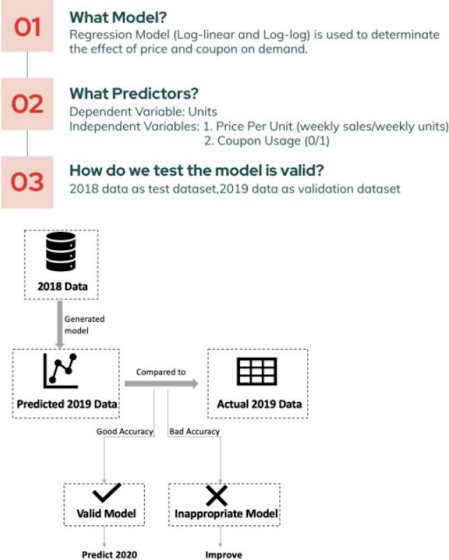 01
What Model?
Regression Model (Log-linear and Log-log) is used to determinate
the effect of price and coupon on demand.
02
What Predictors?
Dependent Variable: Units
Independent Variables: 1. Price Per Unit (weekly sales/weekly units)
2. Coupon Usage (0/1)
03
How do we test the model is valid?
2018 data as test dataset,2019 data as validation dataset
2018 Data
Generated
model
Predicted 2019 Data
Compared to
Actual 2019 Data
Good Accuracy
Bad Accuracy
Valid Model
Inappropriate Model
Predict 2020
Improve